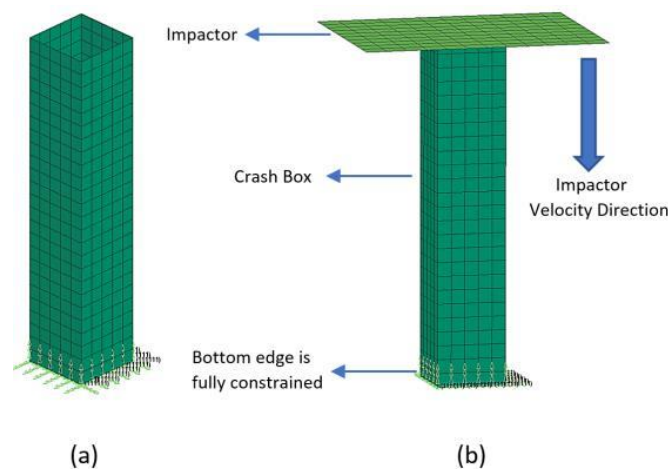 Impactor
Crash Box
Impactor
Velocity Direction
Bottom edge is
fully constrained
(a)
(b)